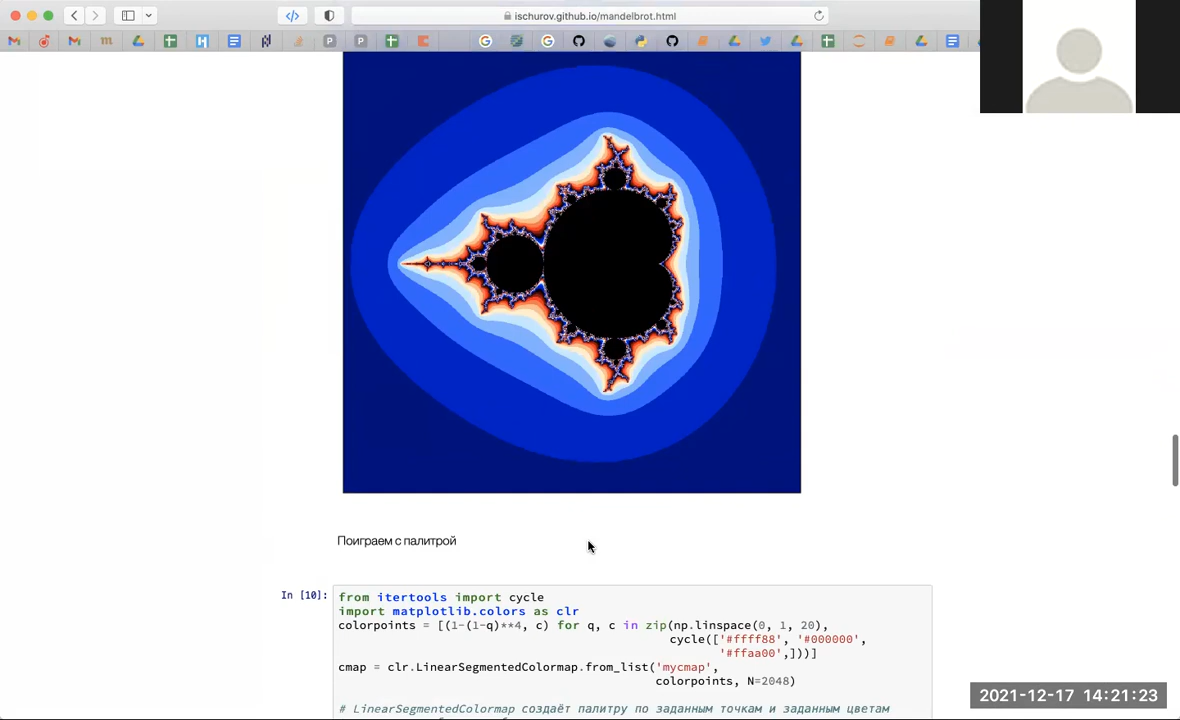 ischurov.github.io/mandelbrot.html
Поиграем с палитрой
In [10]:
from itertools import cycle
import matplotlib.colors as clr
colorpoints = [(1-(1-q)**4, c) for q, c in zip(np.linspace(0, 1, 20),
cycle(['#ffff88', '#000000',
'#ffaa00',]))]
cmap = clr.LinearSegmentedColormap.from_list('mycmap',
colorpoints, N=2048)
# LinearSegmentedColormap создаёт палитру по заданным точкам и заданным цветам
2021-12-17 14:21:23